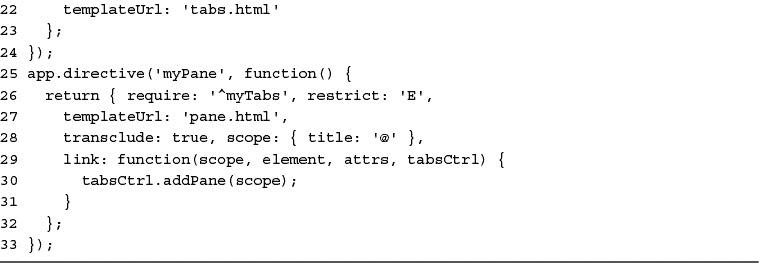 22     templateUrl: 'tabs.html'
23   };
24 });
25 app.directive('myPane', function() {
26   return { require: '^myTabs', restrict: 'E',
27     templateUrl: 'pane.html',
28     transclude: true, scope: { title: '@' },
29     link: function(scope, element, attrs, tabsCtrl) {
30       tabsCtrl.addPane(scope);
31     }
32   };
33 });